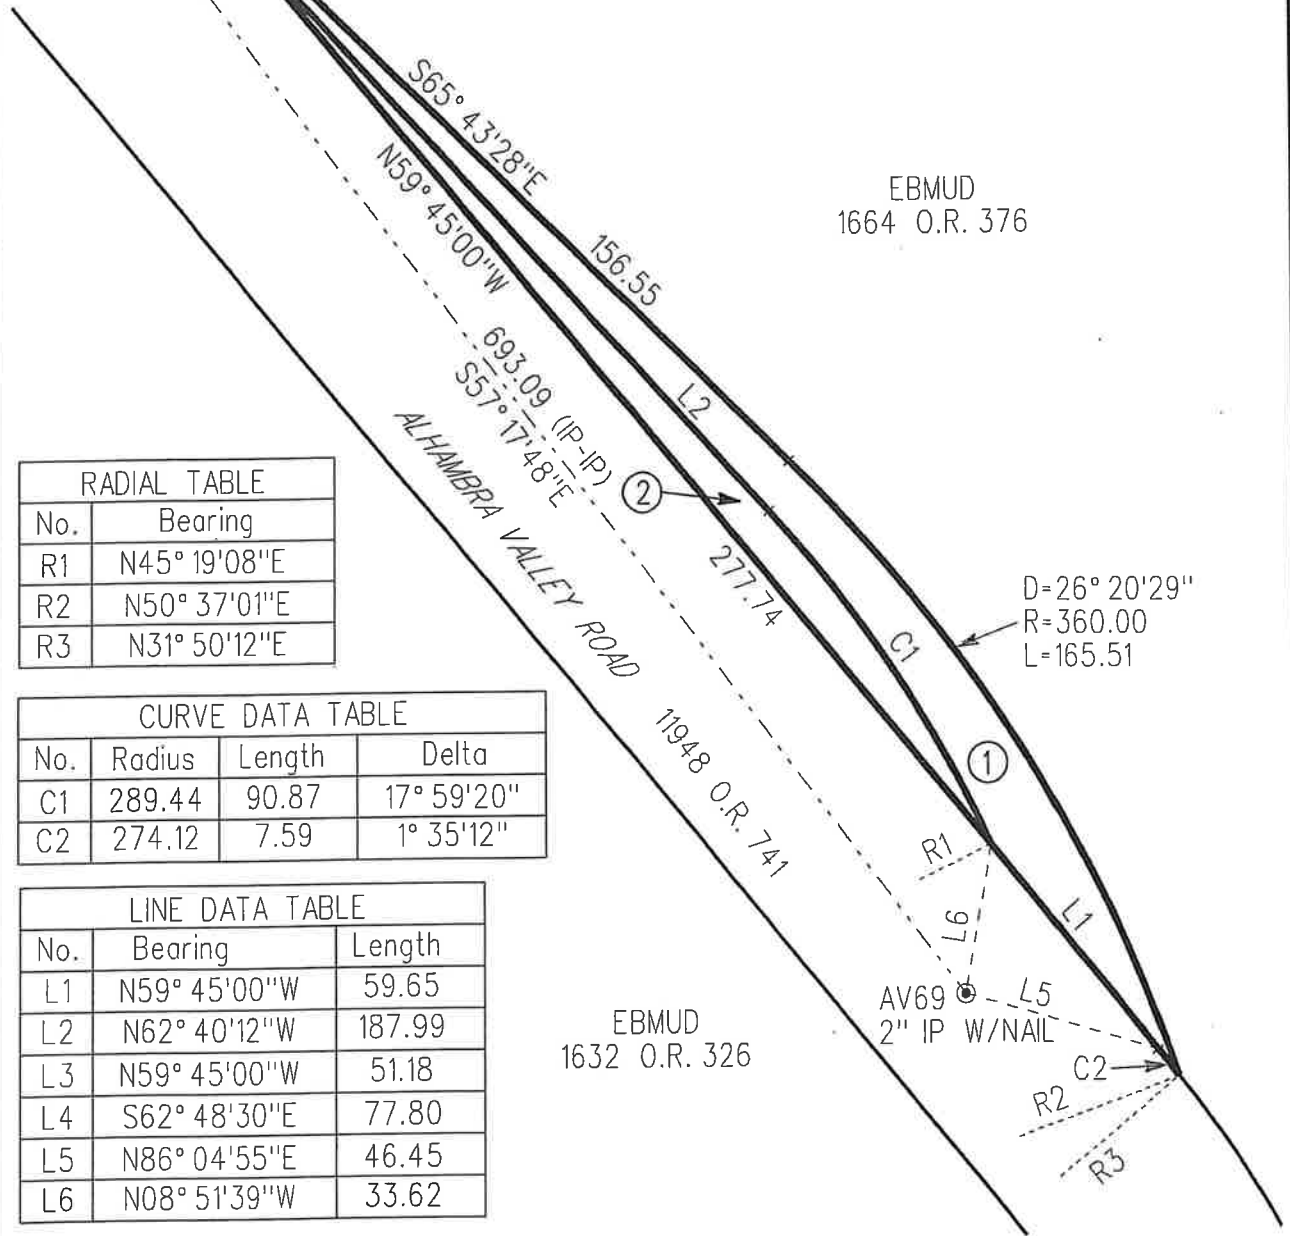 S65° 43'28"E
N59° 45'00"W
156.55
EBMUD
1664 O.R. 376
693.09 (IP-IP)
S57° 17'48"E
L2
ALHAMBRA VALLEY ROAD
2
277.74
D=26° 20'29"
R=360.00
L=165.51
C1
1
11948 O.R. 741
R1
L6
L1
AV69
2" IP W/NAIL
L5
C2
R2
R3
EBMUD
1632 O.R. 326
RADIAL TABLE
No. Bearing
R1 N45° 19'08"E
R2 N50° 37'01"E
R3 N31° 50'12"E
CURVE DATA TABLE
No. Radius Length Delta
C1 289.44 90.87 17° 59'20"
C2 274.12 7.59 1° 35'12"
LINE DATA TABLE
No. Bearing Length
L1 N59° 45'00"W 59.65
L2 N62° 40'12"W 187.99
L3 N59° 45'00"W 51.18
L4 S62° 48'30"E 77.80
L5 N86° 04'55"E 46.45
L6 N08° 51'39"W 33.62